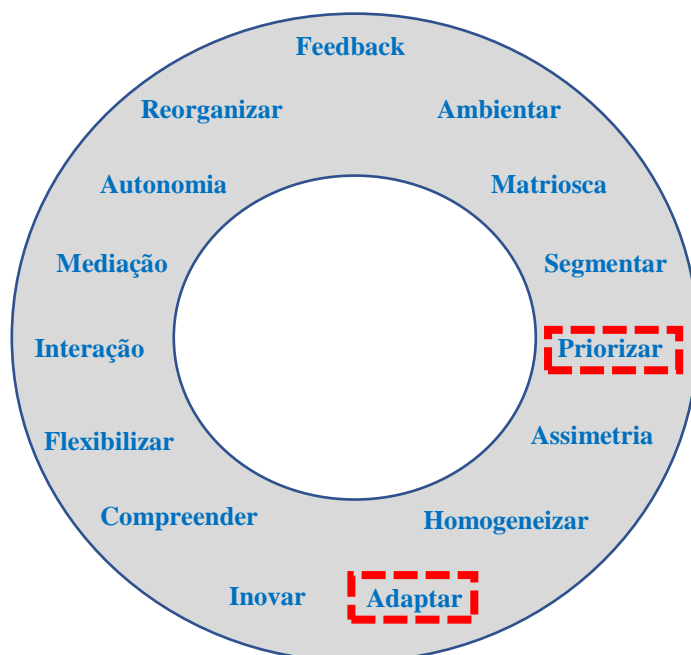 Feedback
Reorganizar
Ambientar
Autonomia
Matriosca
Mediação
Segmentar
Interação
Priorizar
Flexibilizar
Assimetria
Compreender
Homogeneizar
Inovar
Adaptar